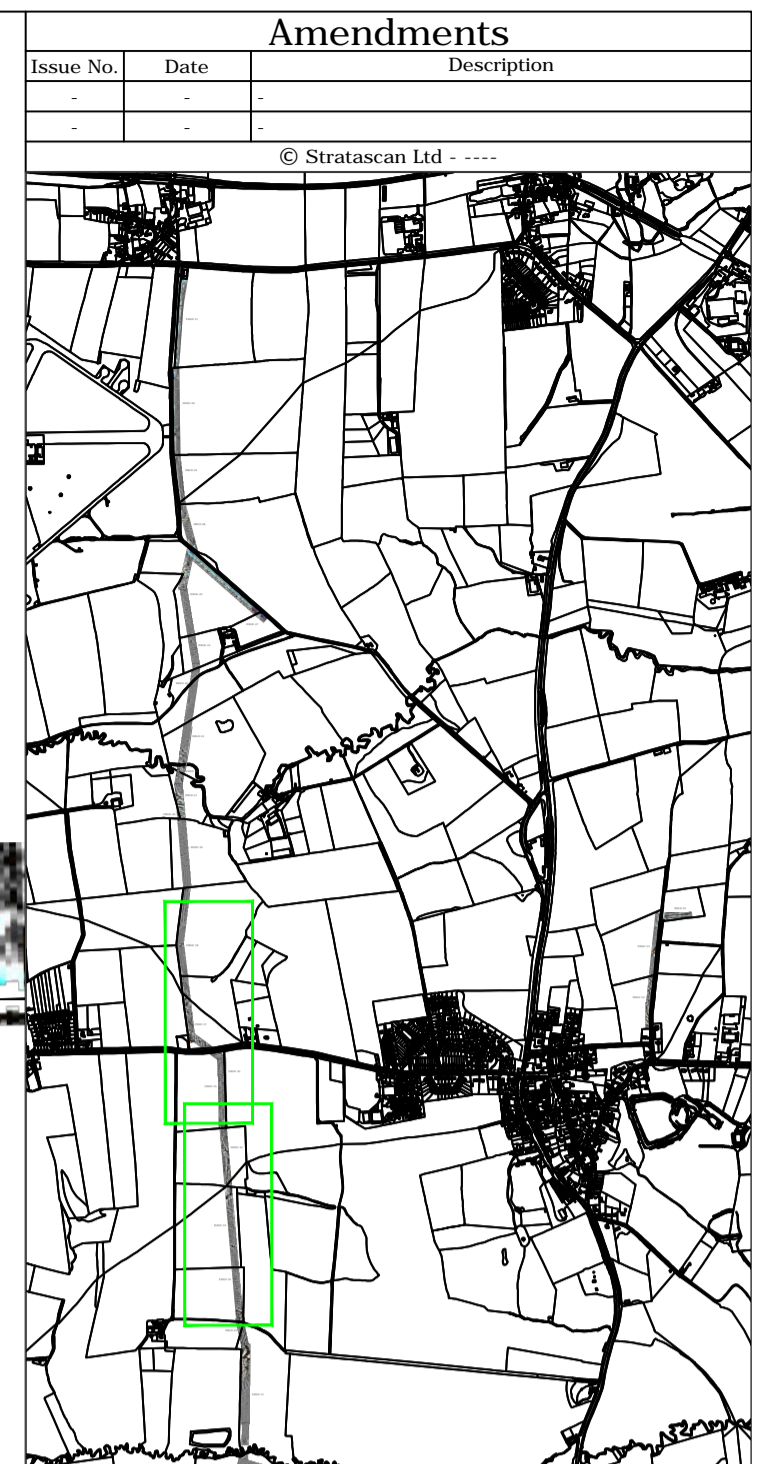 Amendments
Issue No. Date Description
- - -
- - -
© Stratascan Ltd - ----